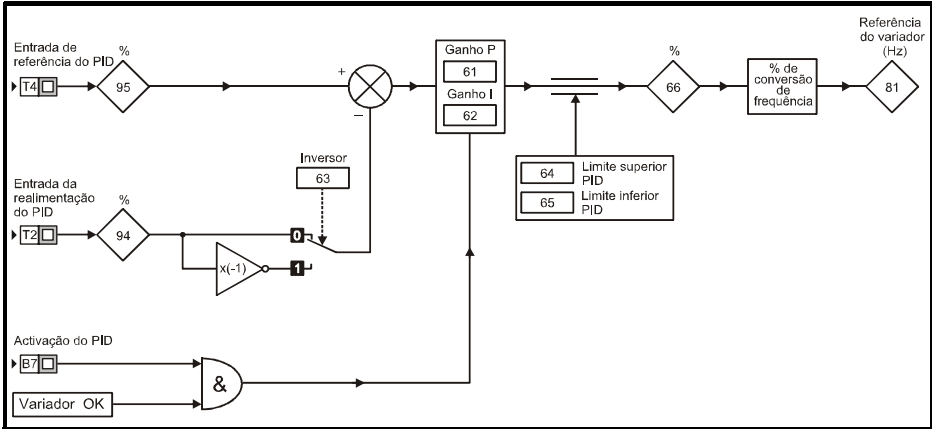 Entrada de
referência do PID
T4
%
95
+
−
Ganho P
61
Ganho I
62
%
66
% de
conversão
de
frequência
Referência
do variador
(Hz)
81
64
Limite superior
PID
65
Limite inferior
PID
Inversor
63
Entrada da
realimentação
do PID
T2
%
94
0
x(-1)
1
Activação do PID
B7
&
Variador OK